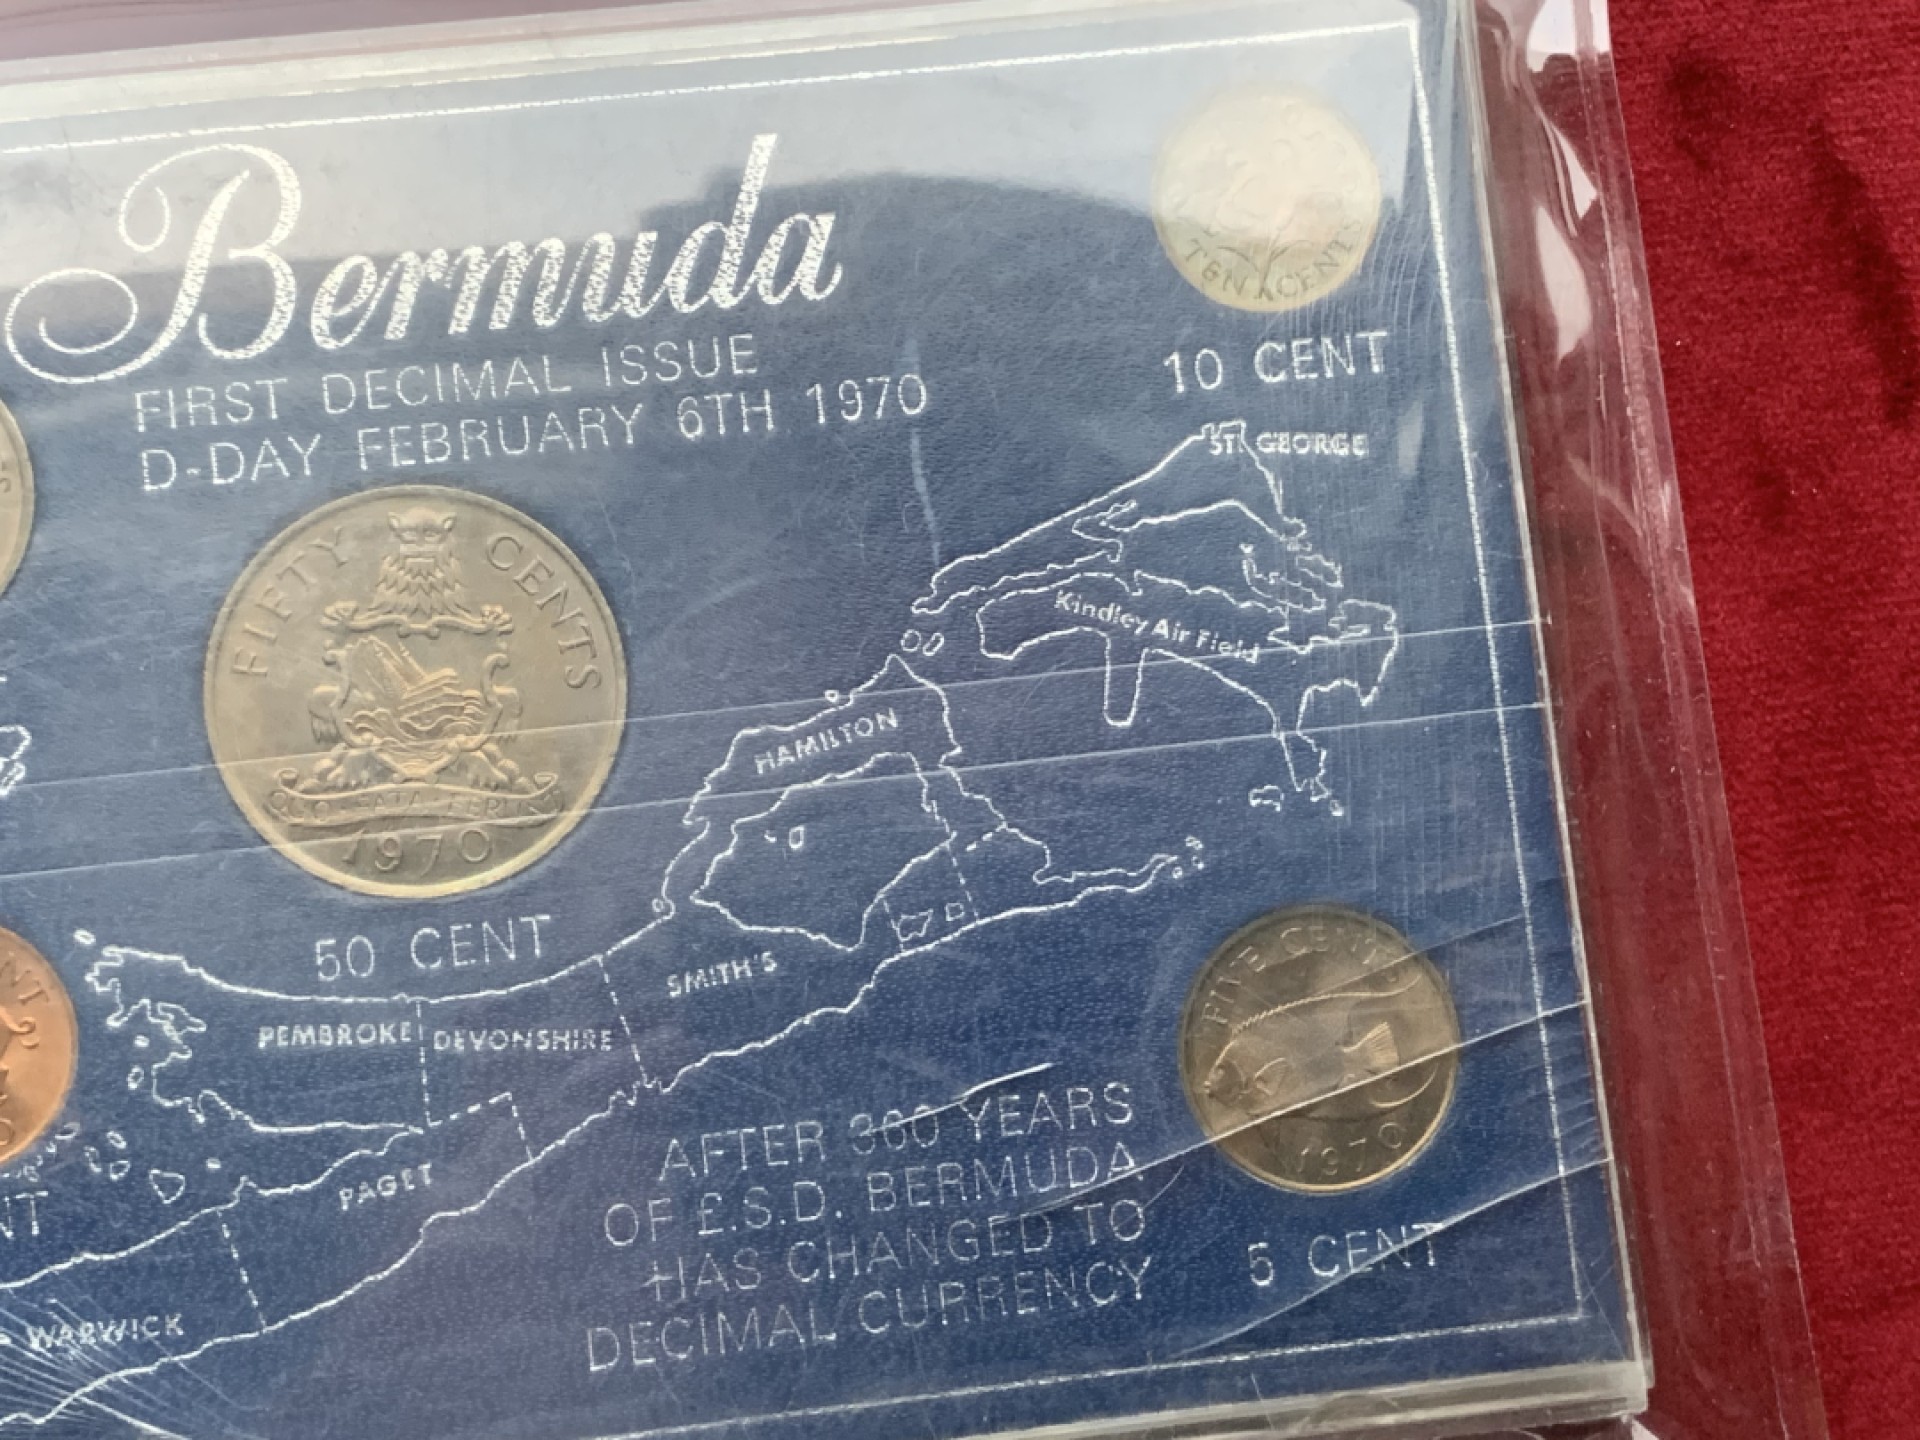 Bermuda
FIRST DECIMAL ISSUE
D-DAY FEBRUARY 6TH 1970
TEN CENTS
10 CENT
ST. GEORGE
Kindley Air Field
FIFTY CENTS
QUO FATA FERUNT
1970
50 CENT
HAMILTON
SMITH'S
PEMBROKE
DEVONSHIRE
PAGET
WARWICK
FIVE CENTS
1970
5 CENT
AFTER 360 YEARS
OF £.S.D. BERMUDA
HAS CHANGED TO
DECIMAL CURRENCY